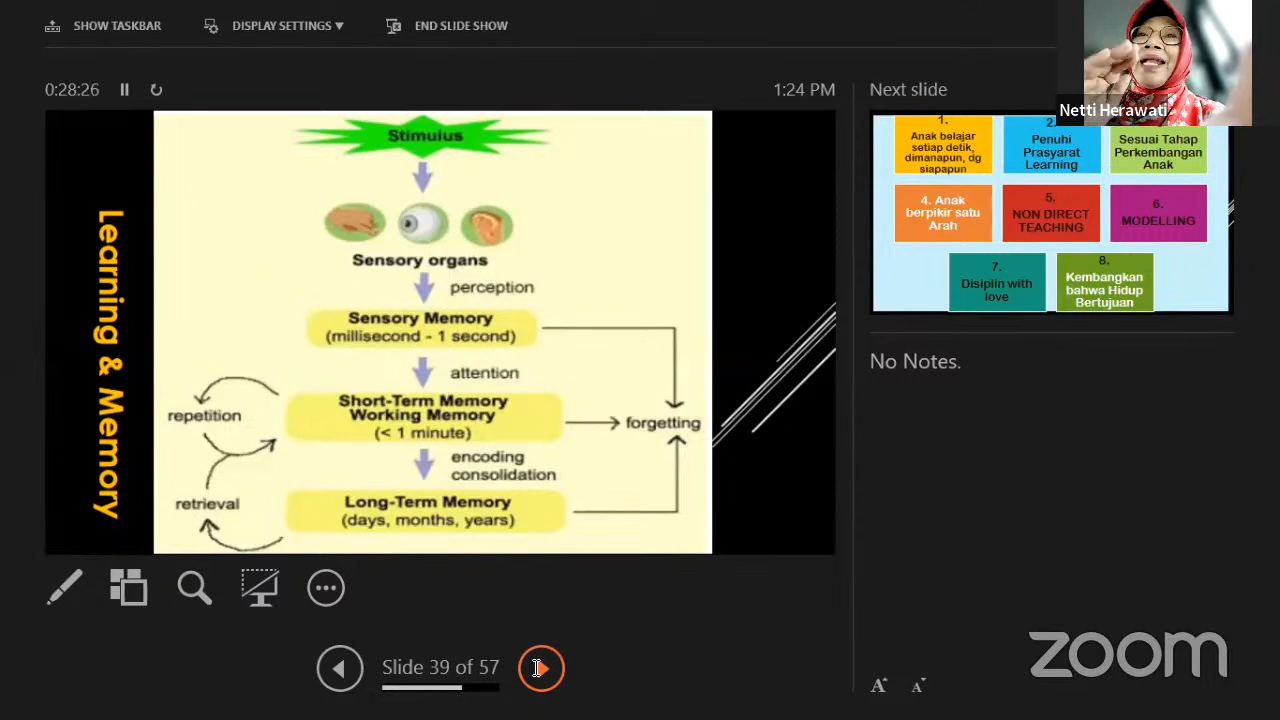 SHOW TASKBAR
DISPLAY SETTINGS
END SLIDE SHOW
0:28:26
1:24 PM
Learning & Memory
Stimulus
Sensory organs
perception
Sensory Memory
(millisecond - 1 second)
attention
Short-Term Memory
Working Memory
(< 1 minute)
repetition
forgetting
encoding
consolidation
retrieval
Long-Term Memory
(days, months, years)
Next slide
Netti Herawati
1.
Anak belajar
setiap detik,
dimanapun, dg
siapapun
2.
Penuhi
Prasyarat
Learning
Sesuai Tahap
Perkembangan
Anak
4. Anak
berpikir satu
Arah
5.
NON DIRECT
TEACHING
6.
MODELLING
7.
Disiplin with
love
8.
Kembangkan
bahwa Hidup
Bertujuan
No Notes.
Slide 39 of 57
zoom
A A